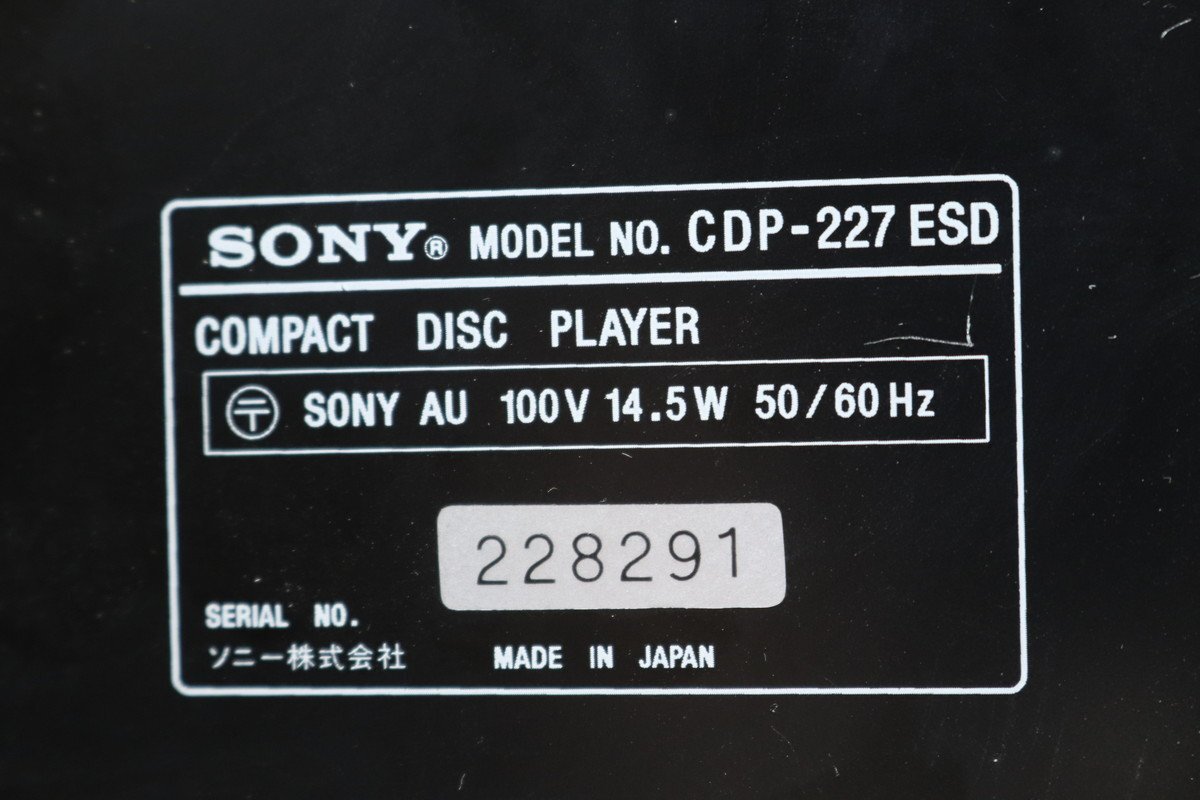 SONY® MODEL NO. CDP-227 ESD
COMPACT DISC PLAYER
〒 SONY AU 100V 14.5W 50/60Hz
228291
SERIAL NO.
ソニー株式会社 MADE IN JAPAN